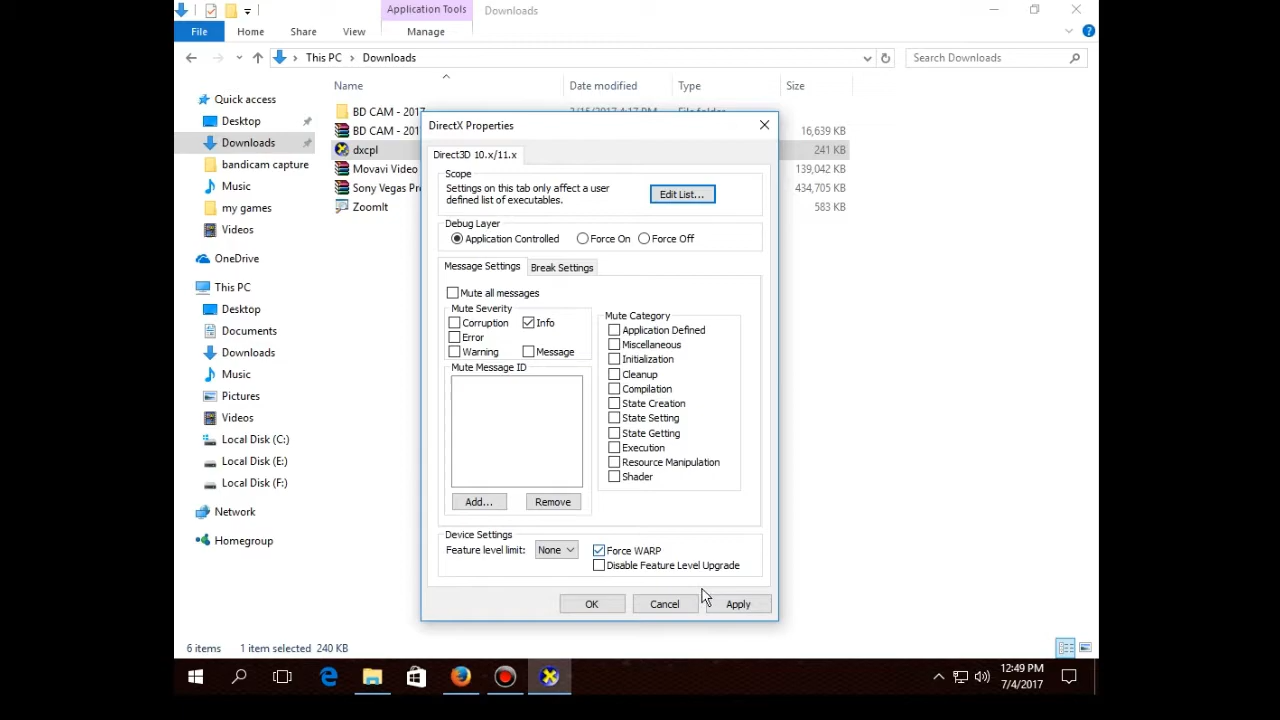 Application Tools
Downloads
File
Home
Share
View
Manage
This PC
Downloads
Search Downloads
Name
Date modified
Type
Size
Quick access
Desktop
Downloads
bandicam capture
Music
my games
Videos
OneDrive
This PC
Desktop
Documents
Downloads
Music
Pictures
Videos
Local Disk (C:)
Local Disk (E:)
Local Disk (F:)
Network
Homegroup
BD CAM - 2017
BD CAM - 201
16,639 KB
dxcpl
241 KB
Movavi Video
139,042 KB
Sony Vegas Pr
434,705 KB
ZoomIt
583 KB
DirectX Properties
Direct3D 10.x/11.x
Scope
Settings on this tab only affect a user
defined list of executables.
Edit List...
Debug Layer
Application Controlled
Force On
Force Off
Message Settings
Break Settings
Mute all messages
Mute Severity
Corruption
Info
Error
Warning
Message
Mute Message ID
Add...
Remove
Mute Category
Application Defined
Miscellaneous
Initialization
Cleanup
Compilation
State Creation
State Setting
State Getting
Execution
Resource Manipulation
Shader
Device Settings
Feature level limit:
None
Force WARP
Disable Feature Level Upgrade
OK
Cancel
Apply
6 items
1 item selected 240 KB
12:49 PM
7/4/2017